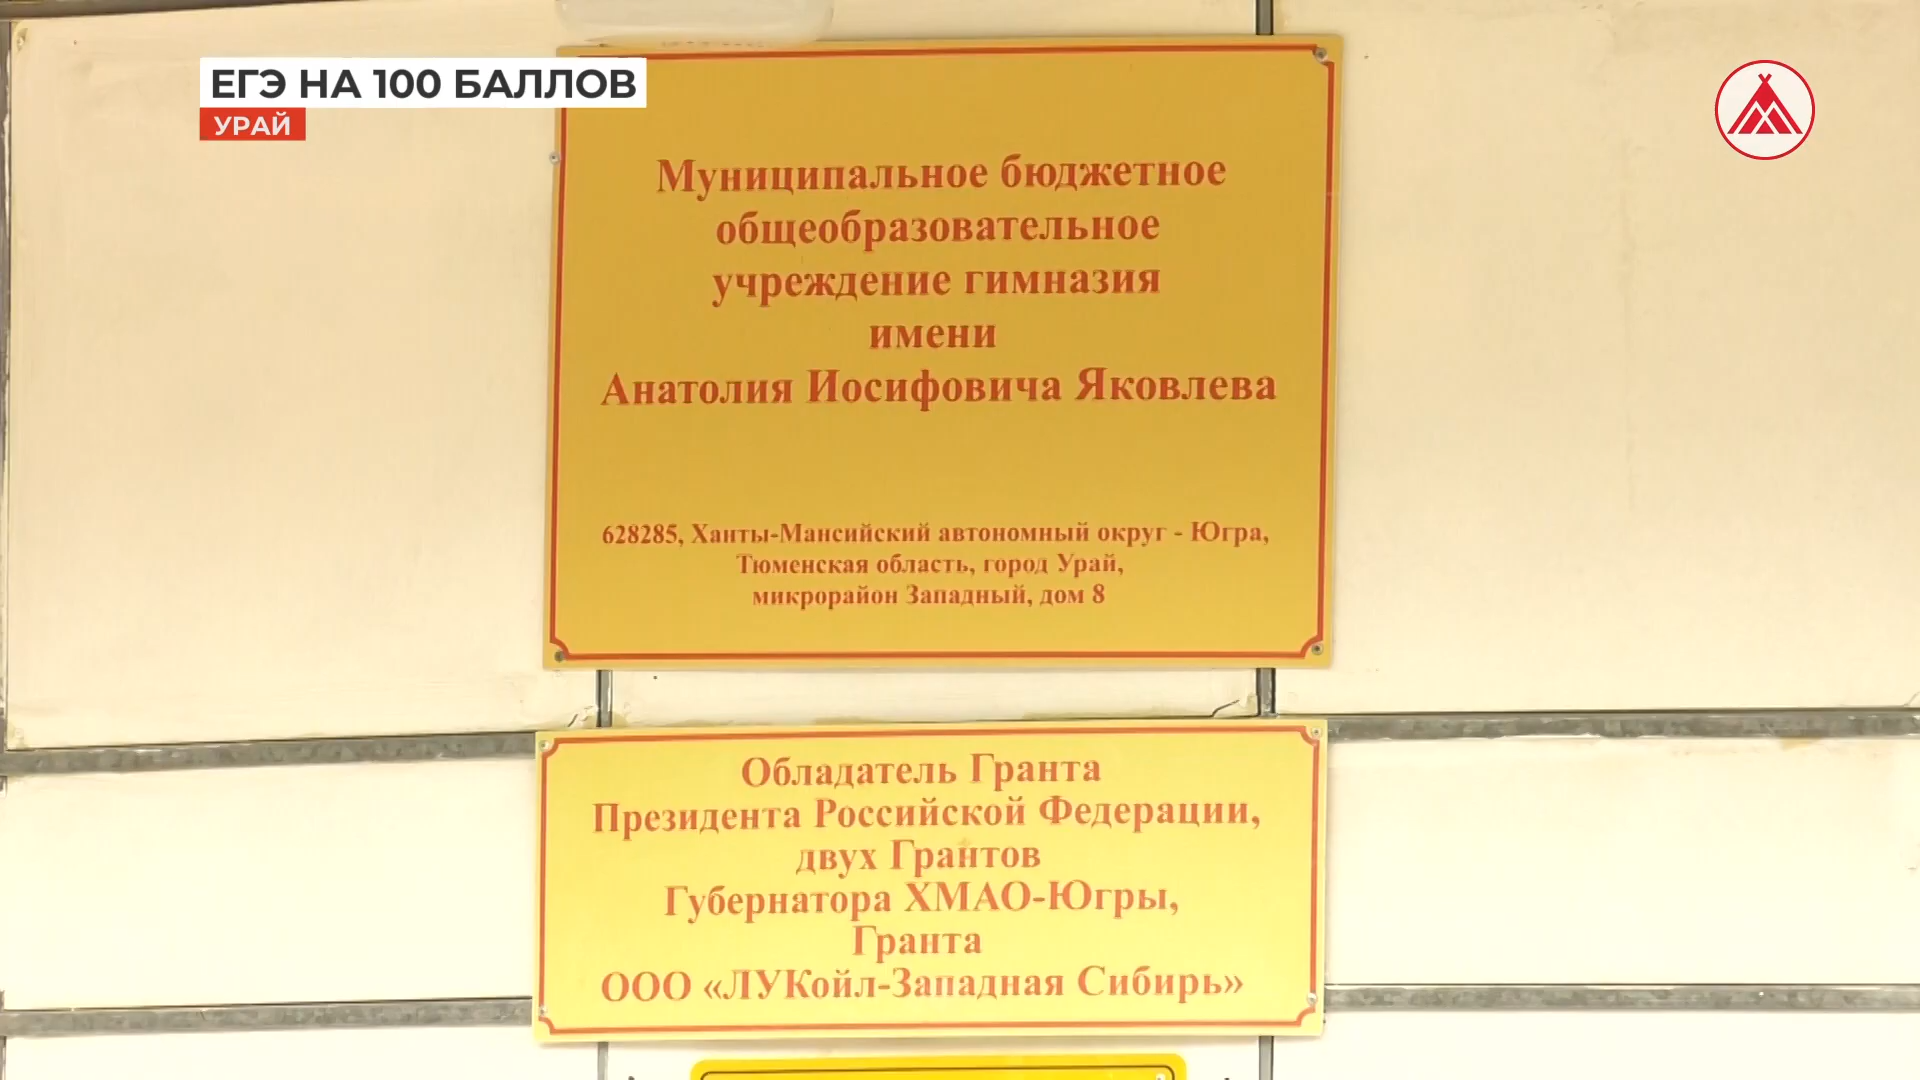 ЕГЭ НА 100 БАЛЛОВ
УРАЙ
Муниципальное бюджетное
общеобразовательное
учреждение гимназия
имени
Анатолия Иосифовича Яковлева
628285, Ханты-Мансийский автономный округ - Югра,
Тюменская область, город Урай,
микрорайон Западный, дом 8
Обладатель Гранта
Президента Российской Федерации,
двух Грантов
Губернатора ХМАО-Югры,
Гранта
ООО «ЛУКойл-Западная Сибирь»